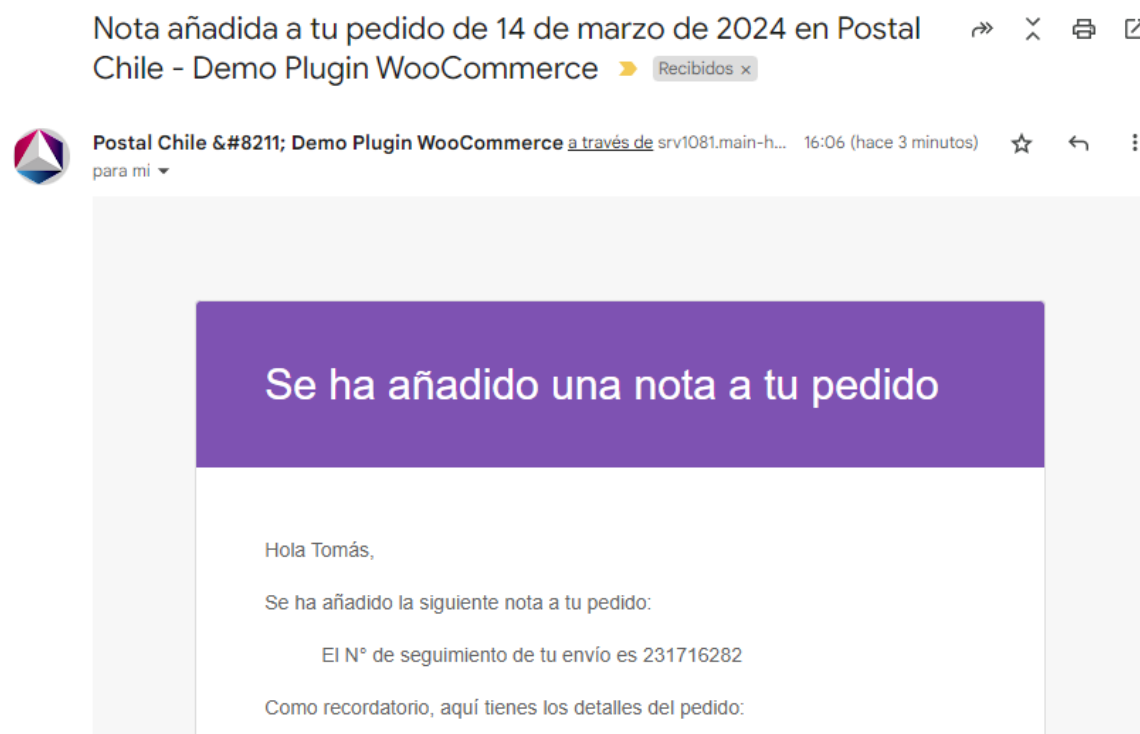 Nota añadida a tu pedido de 14 de marzo de 2024 en Postal
Chile - Demo Plugin WooCommerce Recibidos ×
Postal Chile &#8211; Demo Plugin WooCommerce a través de srv1081.main-h... 16:06 (hace 3 minutos)
para mí
Se ha añadido una nota a tu pedido
Hola Tomás,
Se ha añadido la siguiente nota a tu pedido:
El N° de seguimiento de tu envío es 231716282
Como recordatorio, aquí tienes los detalles del pedido: